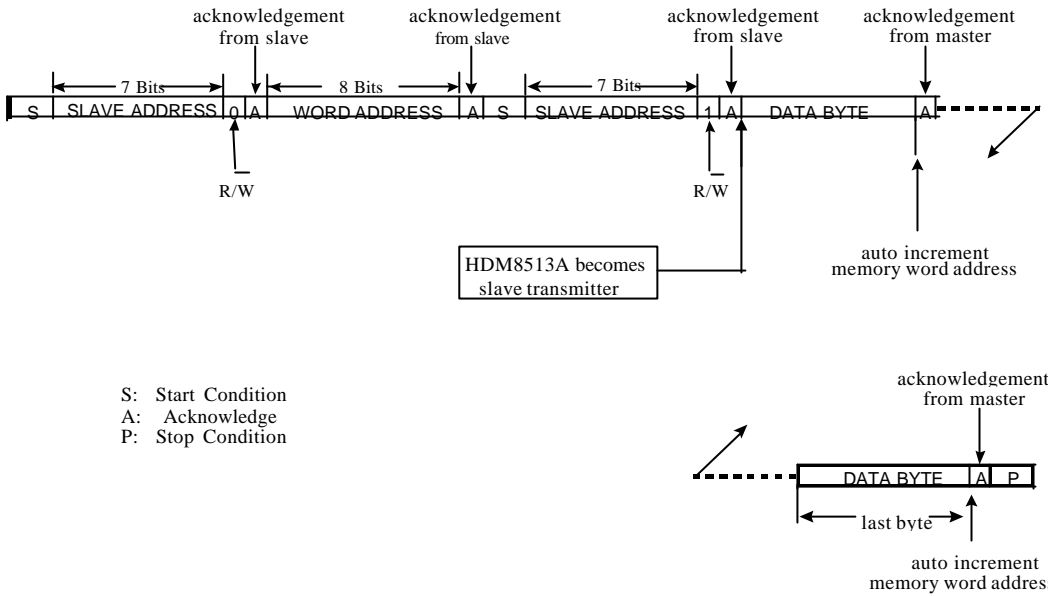 acknowledgement acknowledgement acknowledgement acknowledgement
from slave from slave from slave from master
7 Bits 8 Bits 7 Bits
S SLAVE ADDRESS 0 A WORD ADDRESS A S SLAVE ADDRESS 1 A DATA BYTE A
R/W̅ R/W̅
HDM8513A becomes
slave transmitter
auto increment
memory word address
S: Start Condition
A: Acknowledge
P: Stop Condition
acknowledgement
from master
DATA BYTE A P
last byte
auto increment
memory word addres